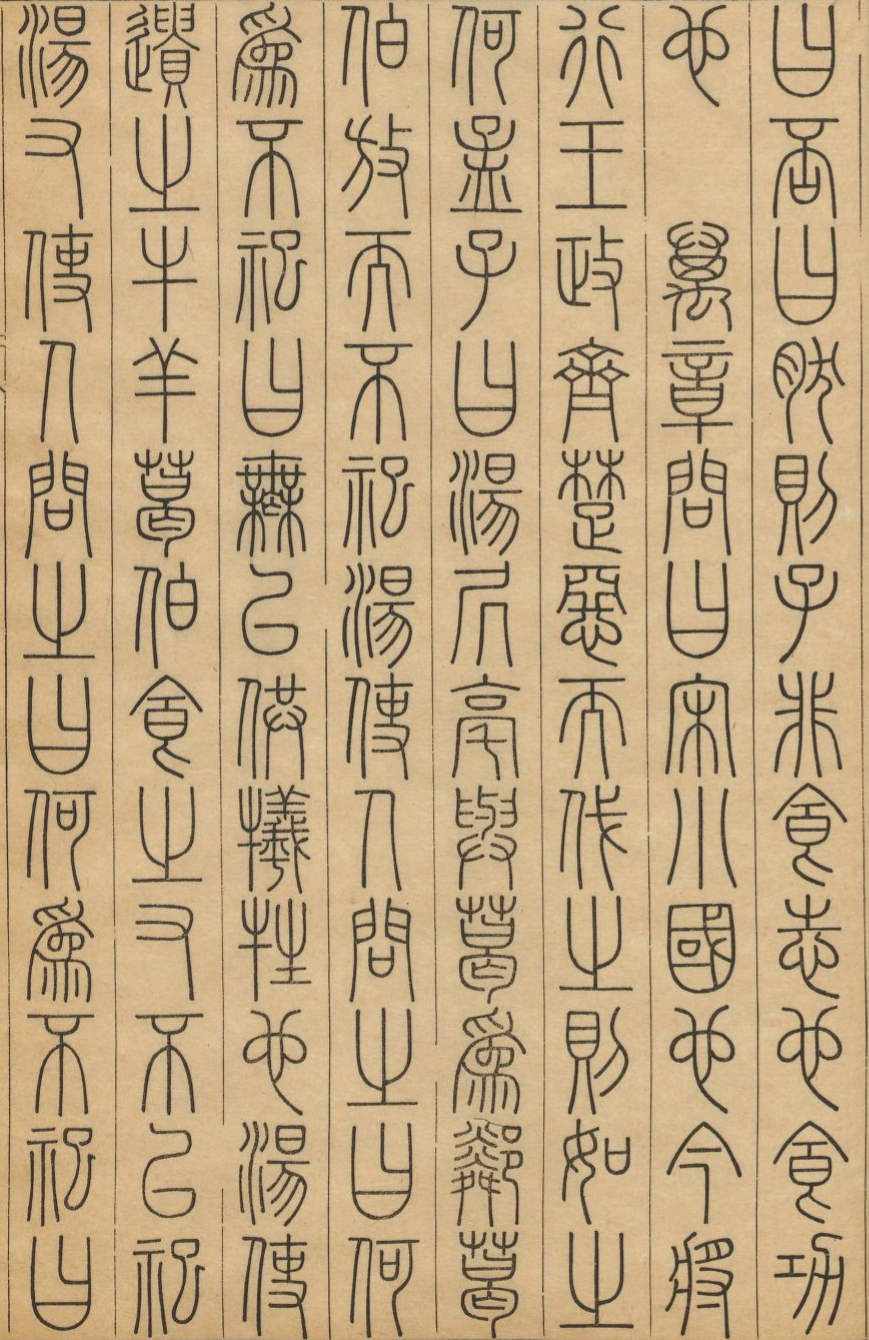 曰否曰然則子非食志也食功
也 萬章問曰宋小國也今將
行王政齊楚惡而伐之則如之
何孟子曰湯居亳與葛爲鄰葛
伯放而不祀湯使人問之曰何
爲不祀曰無以供犧牲也湯使
遺之牛羊葛伯食之又不以祀
湯又使人問之曰何爲不祀曰